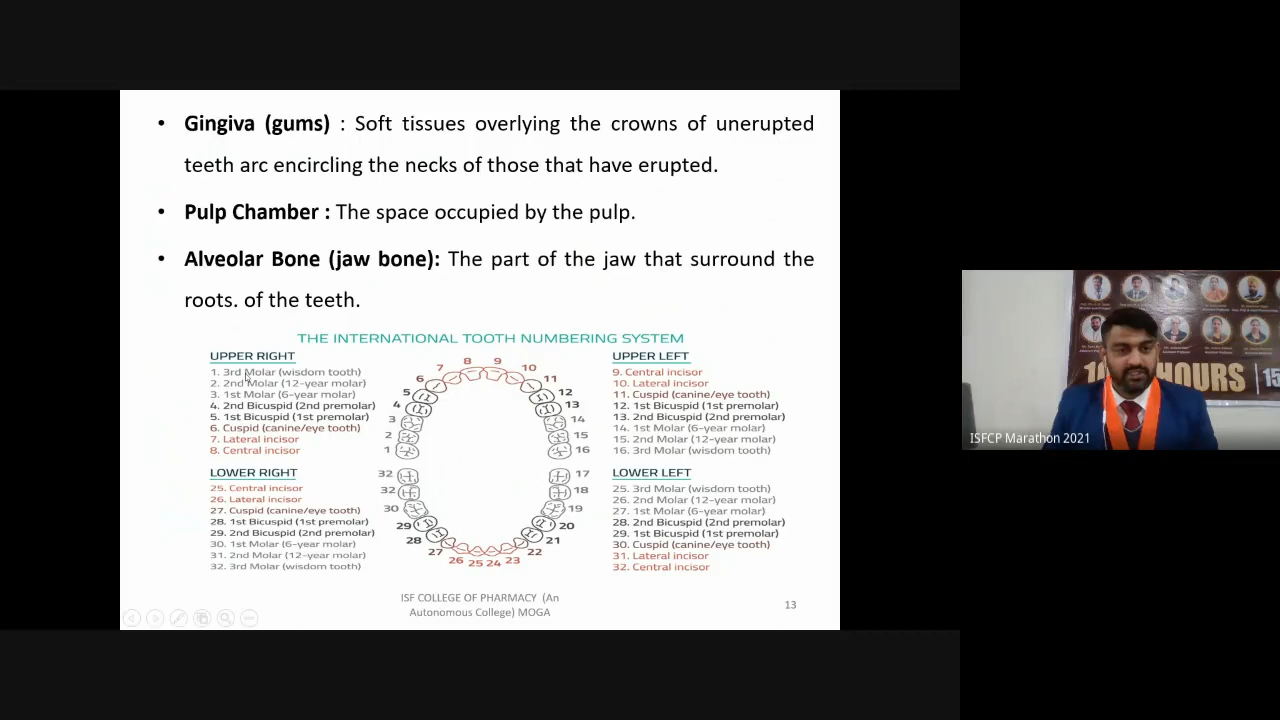 • Gingiva (gums) : Soft tissues overlying the crowns of unerupted
teeth arc encircling the necks of those that have erupted.
• Pulp Chamber : The space occupied by the pulp.
• Alveolar Bone (jaw bone): The part of the jaw that surround the
roots. of the teeth.
THE INTERNATIONAL TOOTH NUMBERING SYSTEM
UPPER RIGHT
1. 3rd Molar (wisdom tooth)
2. 2nd Molar (12-year molar)
3. 1st Molar (6-year molar)
4. 2nd Bicuspid (2nd premolar)
5. 1st Bicuspid (1st premolar)
6. Cuspid (canine/eye tooth)
7. Lateral incisor
8. Central incisor
LOWER RIGHT
25. Central incisor
26. Lateral incisor
27. Cuspid (canine/eye tooth)
28. 1st Bicuspid (1st premolar)
29. 2nd Bicuspid (2nd premolar)
30. 1st Molar (6-year molar)
31. 2nd Molar (12-year molar)
32. 3rd Molar (wisdom tooth)
1
2
3
4
5
6
7
8
9
10
11
12
13
14
15
16
17
18
19
20
21
22
23
24
25
26
27
28
29
30
32
32
UPPER LEFT
9. Central incisor
10. Lateral incisor
11. Cuspid (canine/eye tooth)
12. 1st Bicuspid (1st premolar)
13. 2nd Bicuspid (2nd premolar)
14. 1st Molar (6-year molar)
15. 2nd Molar (12-year molar)
16. 3rd Molar (wisdom tooth)
LOWER LEFT
25. 3rd Molar (wisdom tooth)
26. 2nd Molar (12-year molar)
27. 1st Molar (6-year molar)
28. 2nd Bicuspid (2nd premolar)
29. 1st Bicuspid (1st premolar)
30. Cuspid (canine/eye tooth)
31. Lateral incisor
32. Central incisor
ISF COLLEGE OF PHARMACY (An
Autonomous College) MOGA
13
HOURS
15
ISFCP Marathon 2021